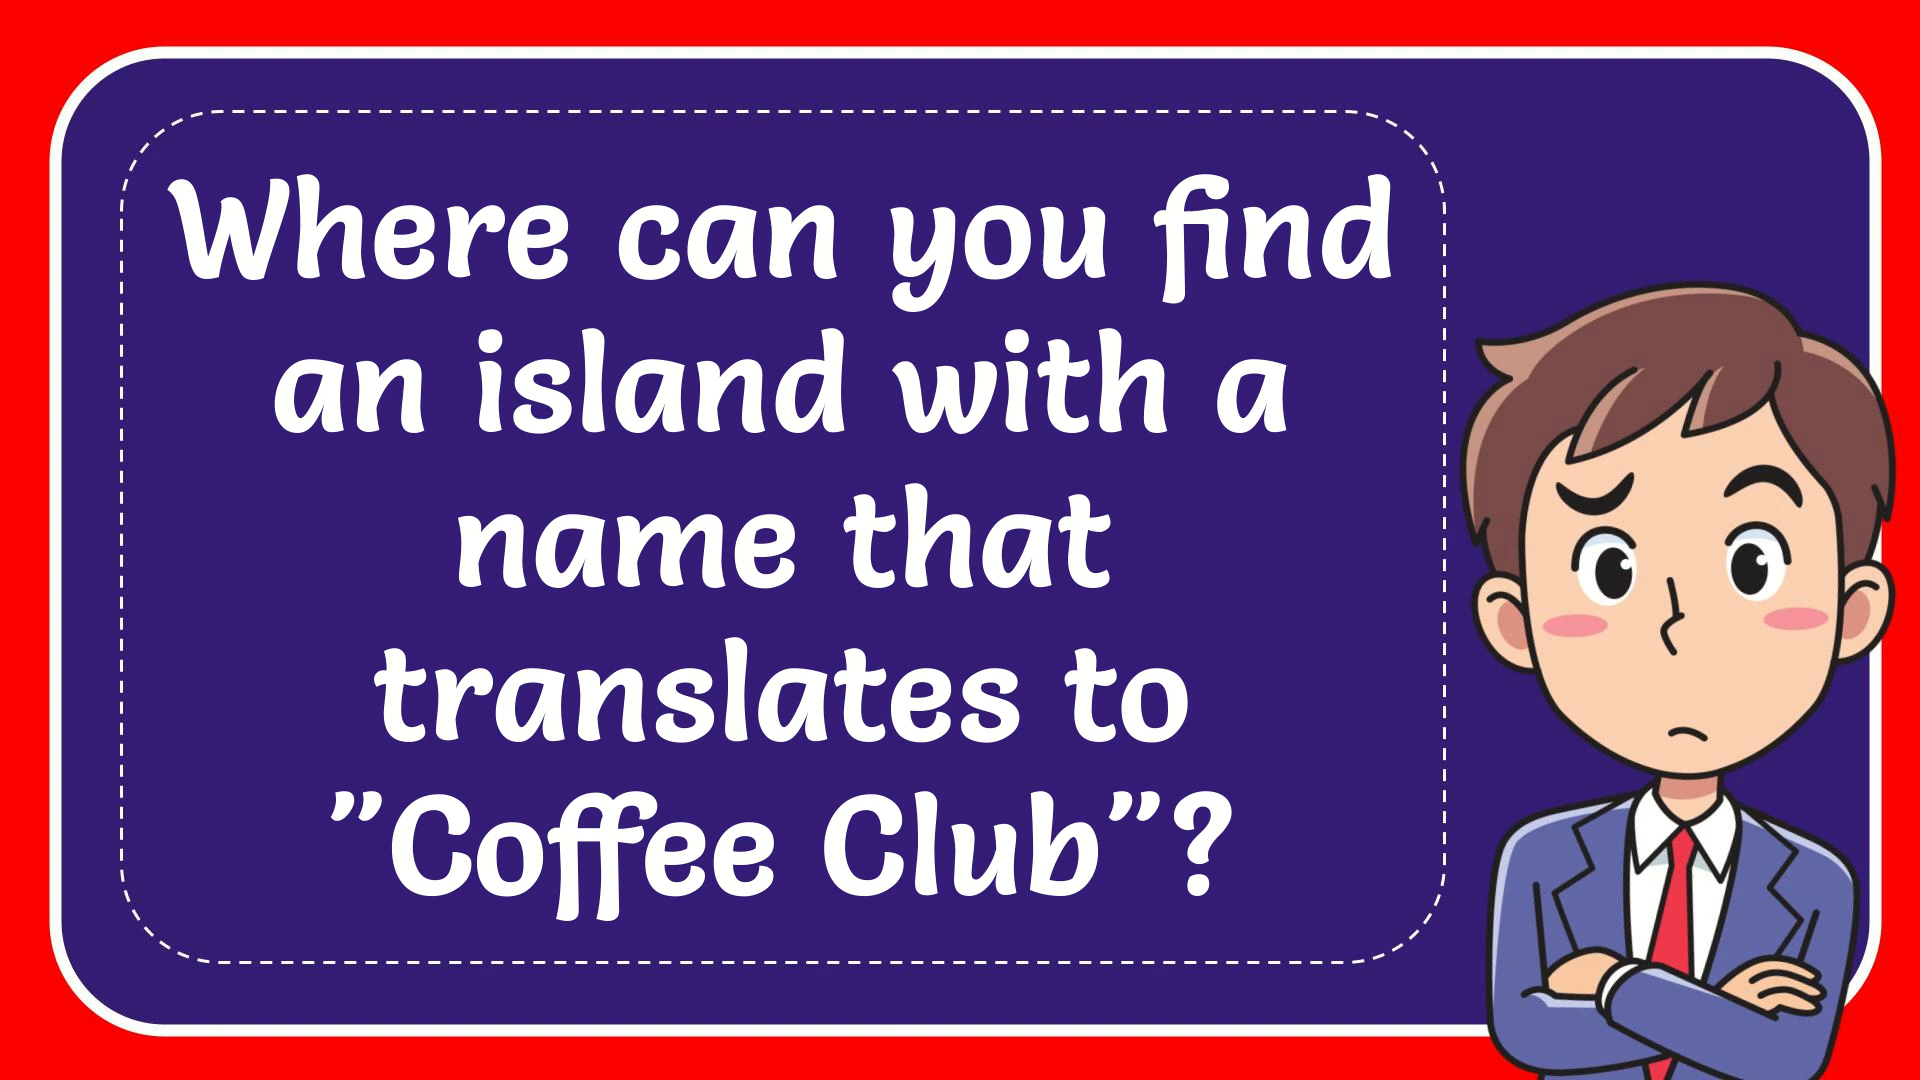 Where can you find
an island with a
name that
translates to
”Coffee Club”?